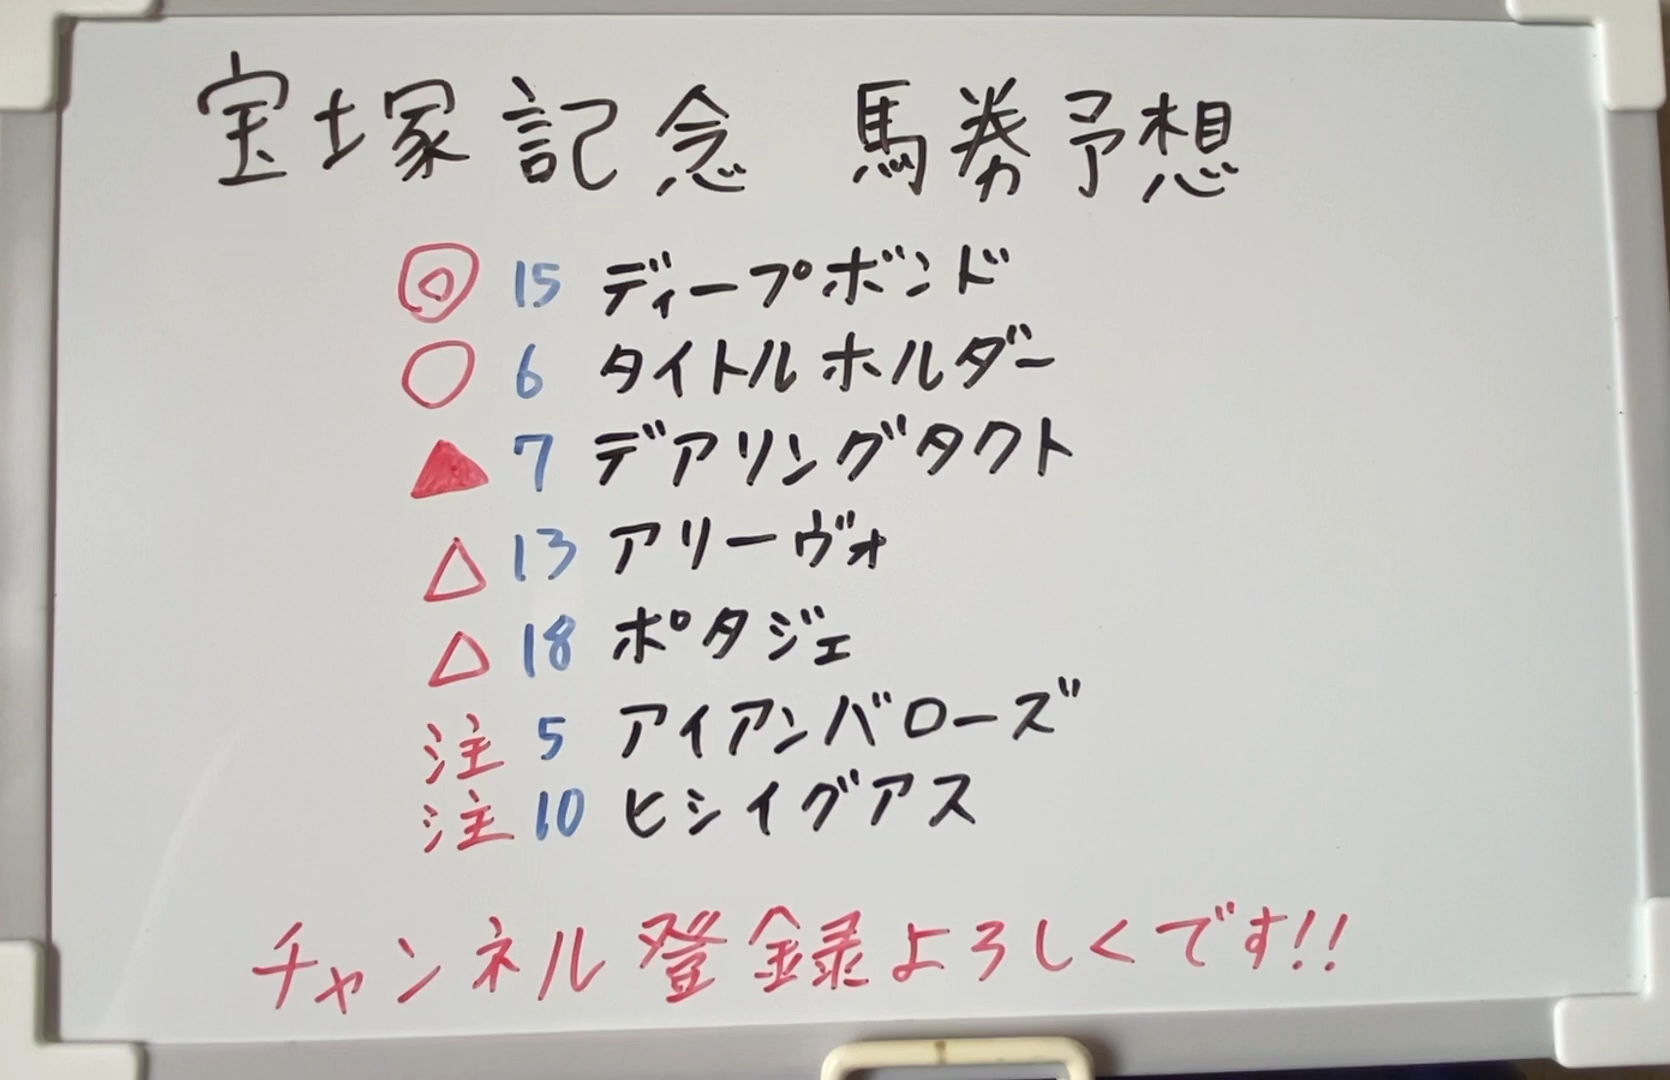 宝塚記念 馬券予想
◎ 15 ディープボンド
○ 6 タイトルホルダー
▲ 7 デアリングタクト
△ 13 アリーヴォ
△ 18 ポタジェ
注 5 アイアンバローズ
注 10 ヒシイグアス
チャンネル登録よろしくです!!